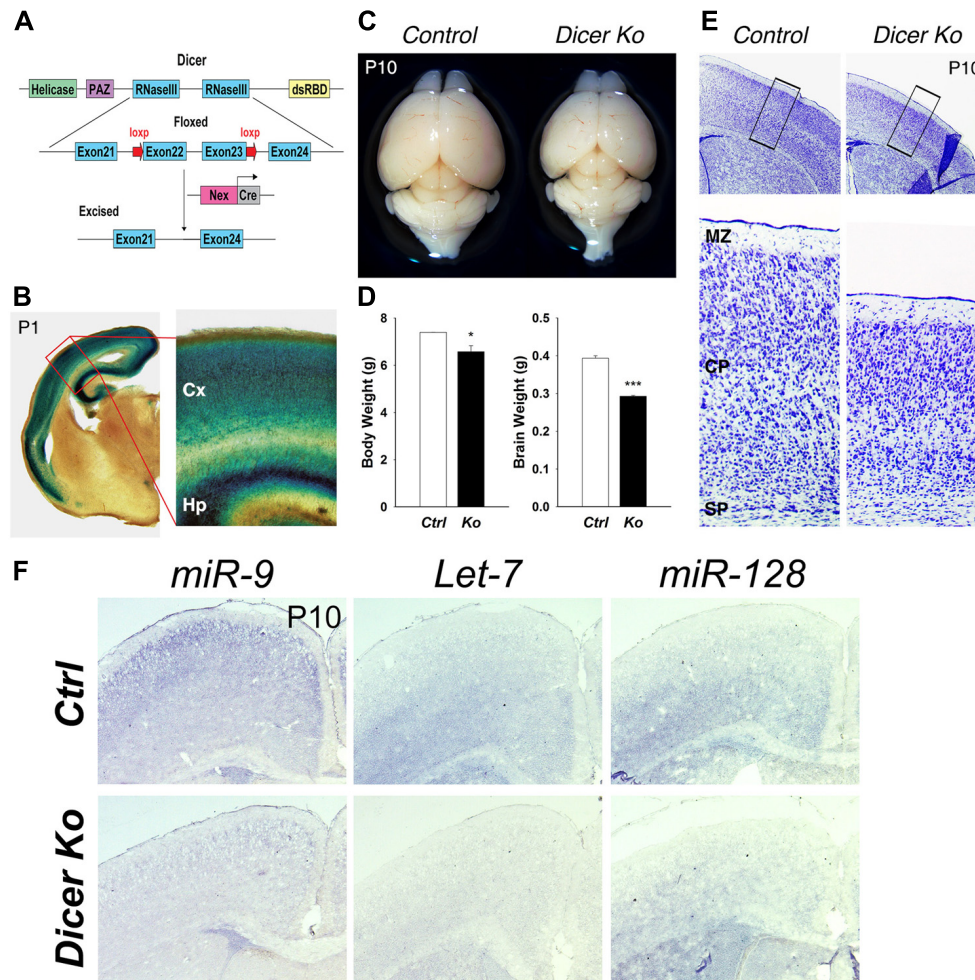 A
Dicer
Helicase PAZ RNaseIII RNaseIII dsRBD
Floxed
loxp loxp
Exon21 Exon22 Exon23 Exon24
Nex Cre
Excised
Exon21 Exon24
B
P1
Cx
Hp
C
Control Dicer Ko
P10
D
Body Weight (g)
8
6
4
2
0
*
Ctrl Ko
Brain Weight (g)
0.5
0.4
0.3
0.2
0.1
0.0
***
Ctrl Ko
E
Control Dicer Ko
P10
MZ
CP
SP
F
miR-9 Let-7 miR-128
P10
Ctrl
Dicer Ko